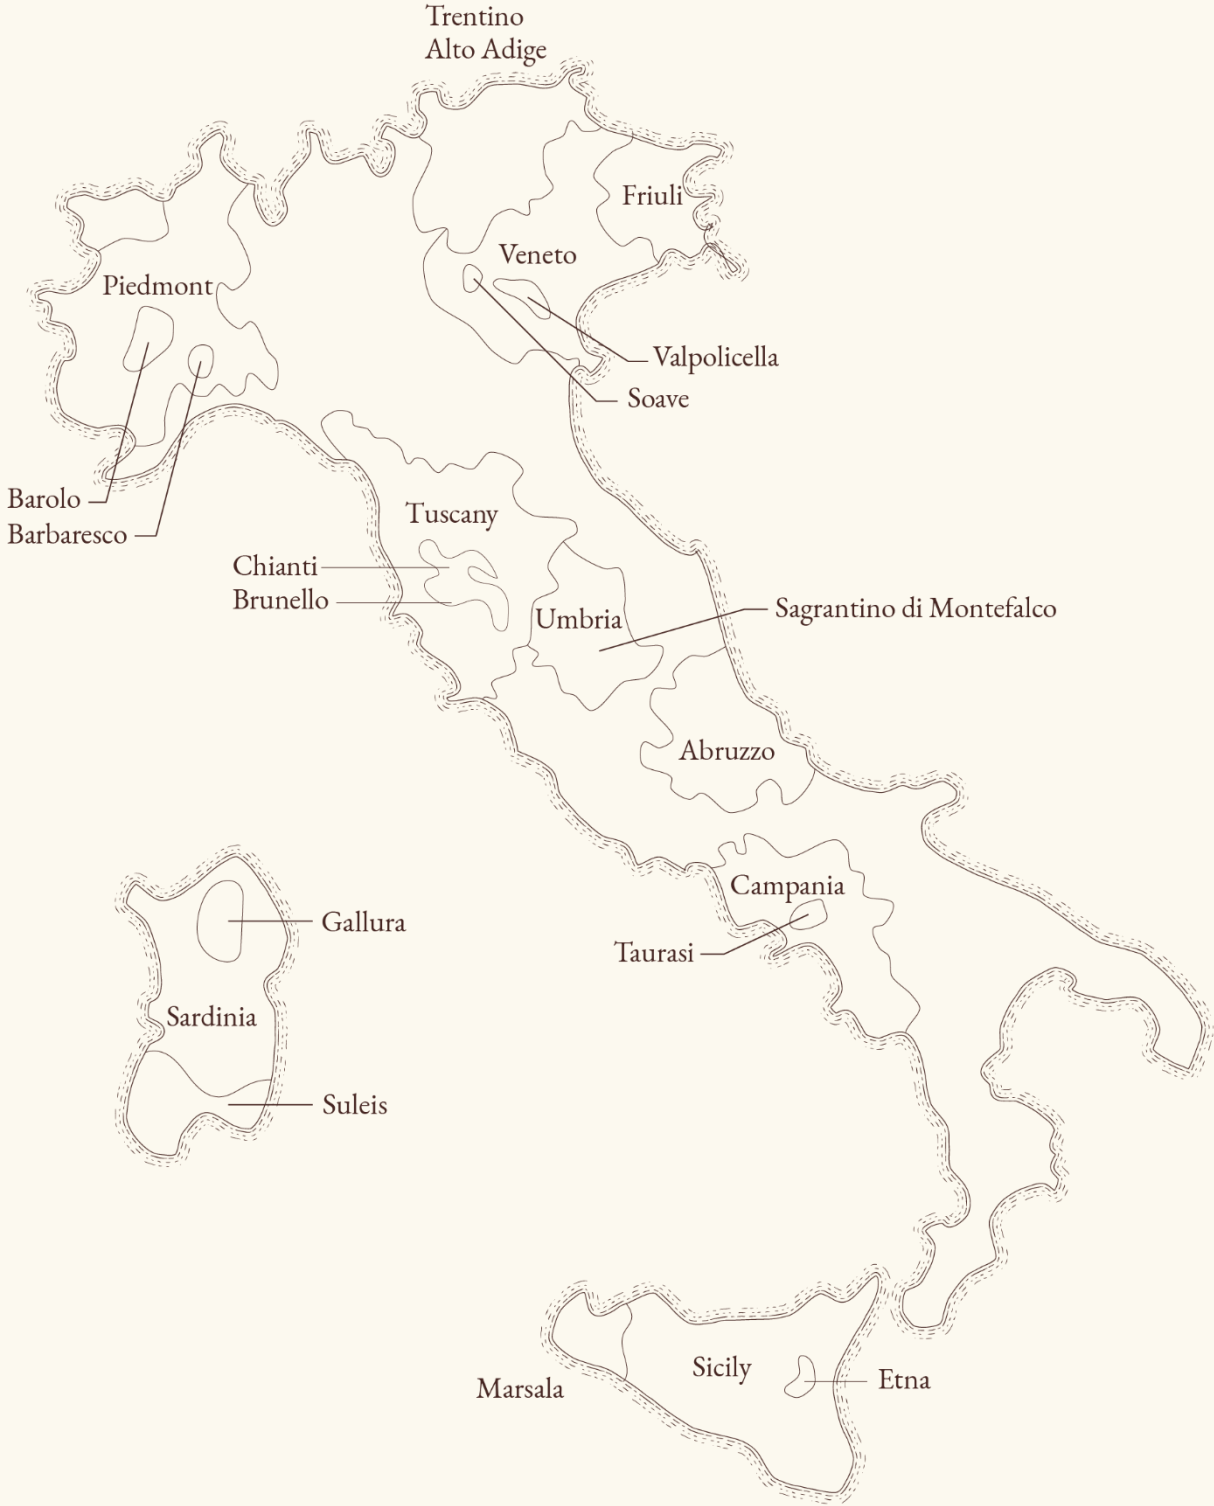 Trentino
Alto Adige
Friuli
Veneto
Piedmont
Valpolicella
Soave
Barolo
Barbaresco
Tuscany
Chianti
Brunello
Umbria
Sagrantino di Montefalco
Abruzzo
Campania
Taurasi
Gallura
Sardinia
Suleis
Sicily
Etna
Marsala